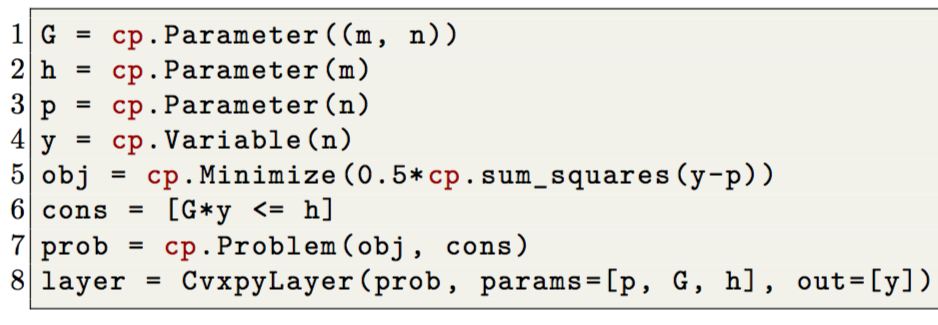 1 G = cp.Parameter((m, n))
2 h = cp.Parameter(m)
3 p = cp.Parameter(n)
4 y = cp.Variable(n)
5 obj = cp.Minimize(0.5*cp.sum_squares(y-p))
6 cons = [G*y <= h]
7 prob = cp.Problem(obj, cons)
8 layer = CvxpyLayer(prob, params=[p, G, h], out=[y])